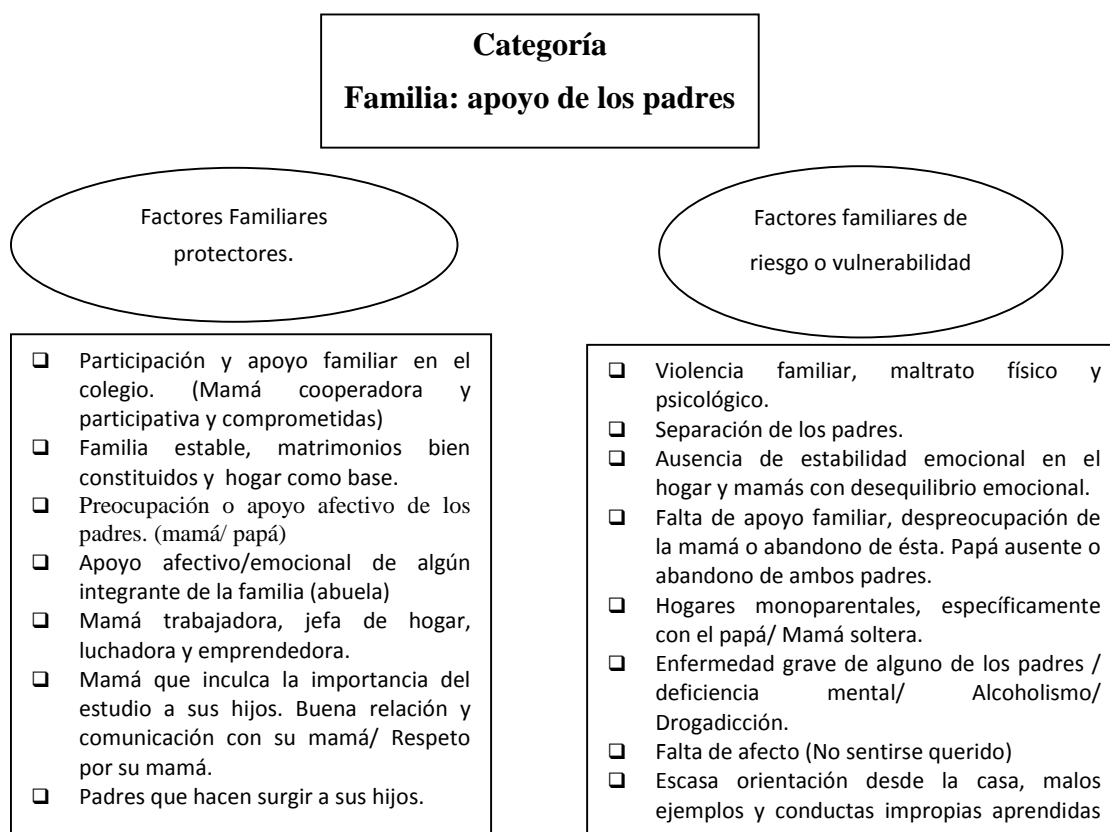 Categoría
Familia: apoyo de los padres
Factores Familiares
protectores.
Factores familiares de
riesgo o vulnerabilidad
Participación y apoyo familiar en el
colegio. (Mamá cooperadora y
participativa y comprometidas)
Familia estable, matrimonios bien
constituidos y hogar como base.
Preocupación o apoyo afectivo de los
padres. (mamá/ papá)
Apoyo afectivo/emocional de algún
integrante de la familia (abuela)
Mamá trabajadora, jefa de hogar,
luchadora y emprendedora.
Mamá que inculca la importancia del
estudio a sus hijos. Buena relación y
comunicación con su mamá/ Respeto
por su mamá.
Padres que hacen surgir a sus hijos.
Violencia familiar, maltrato físico y
psicológico.
Separación de los padres.
Ausencia de estabilidad emocional en el
hogar y mamás con desequilibrio emocional.
Falta de apoyo familiar, despreocupación de
la mamá o abandono de ésta. Papá ausente o
abandono de ambos padres.
Hogares monoparentales, específicamente
con el papá/ Mamá soltera.
Enfermedad grave de alguno de los padres /
deficiencia mental/ Alcoholismo/
Drogadicción.
Falta de afecto (No sentirse querido)
Escasa orientación desde la casa, malos
ejemplos y conductas impropias aprendidas